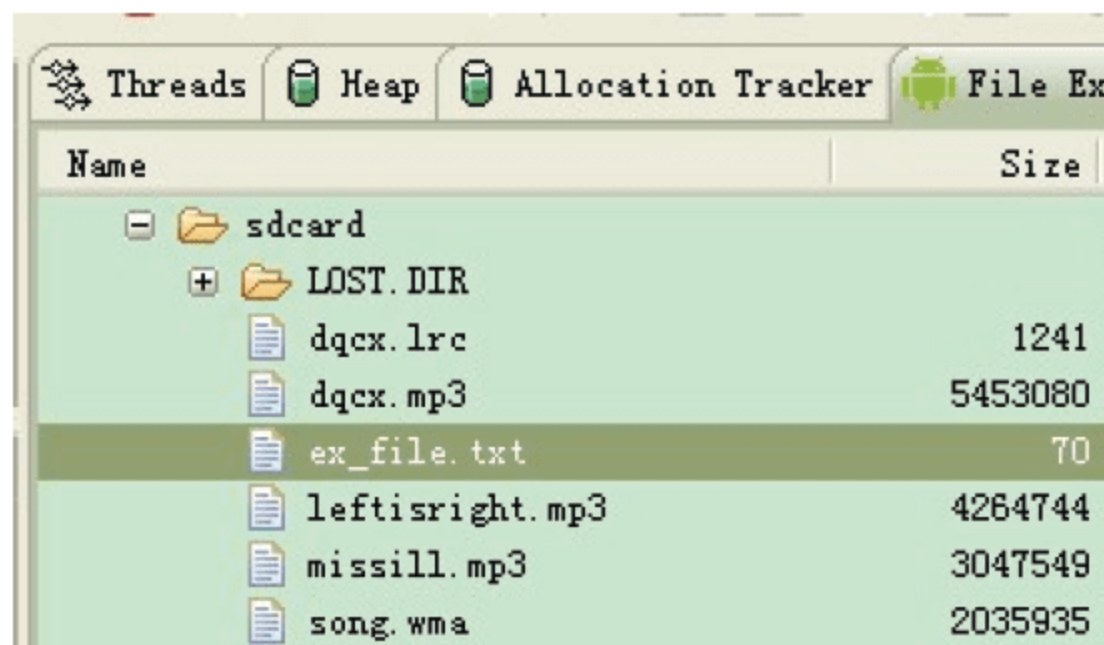 Threads Heap Allocation Tracker File Ex
Name Size
sdcard
LOST.DIR
dqcx.lrc 1241
dqcx.mp3 5453080
ex_file.txt 70
leftisright.mp3 4264744
missill.mp3 3047549
song.wma 2035935